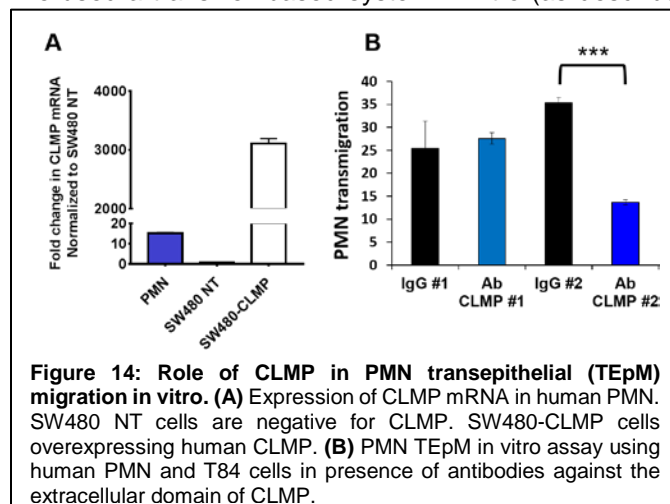 A
B
Fold change in CLMP mRNA
Normalized to SW480 NT
4000
3000
2000
20
10
0
PMN
SW480 NT
SW480-CLMP
PMN transmigration
40
35
30
25
20
15
10
5
0
***
IgG #1
Ab
CLMP #1
IgG #2
Ab
CLMP #2
Figure 14: Role of CLMP in PMN transepithelial (TEpM)
migration in vitro. (A) Expression of CLMP mRNA in human PMN.
SW480 NT cells are negative for CLMP. SW480-CLMP cells
overexpressing human CLMP. (B) PMN TEpM in vitro assay using
human PMN and T84 cells in presence of antibodies against the
extracellular domain of CLMP.